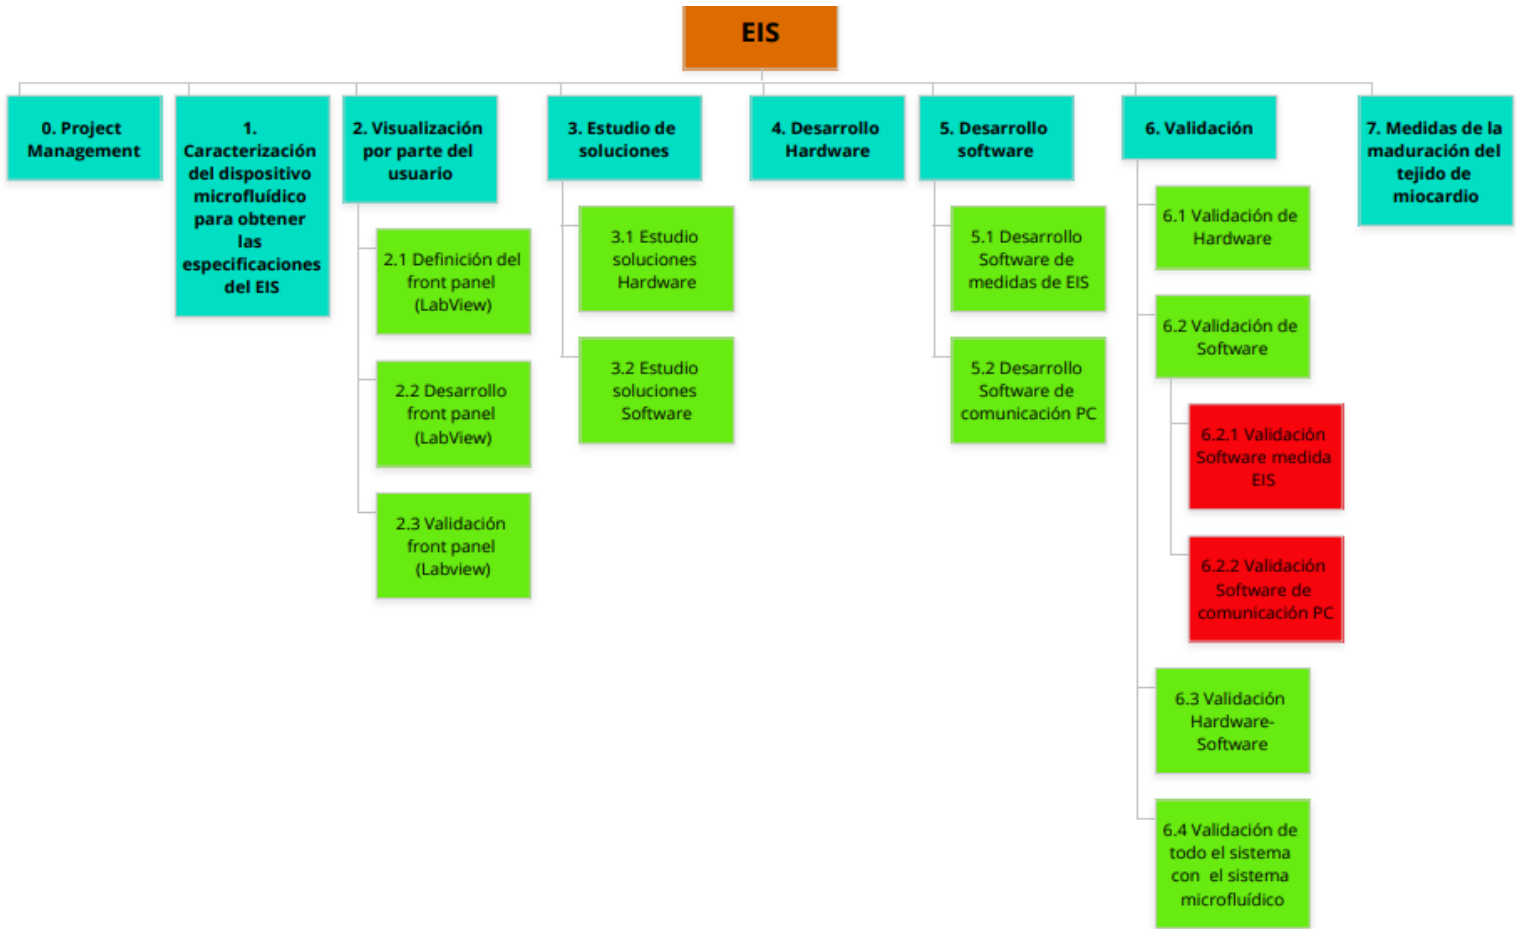 EIS
0. Project
Management
1.
Caracterización
del dispositivo
microfluídico
para obtener
las
especificaciones
del EIS
2. Visualización
por parte del
usuario
2.1 Definición del
front panel
(LabView)
2.2 Desarrollo
front panel
(LabView)
2.3 Validación
front panel
(Labview)
3. Estudio de
soluciones
3.1 Estudio
soluciones
Hardware
3.2 Estudio
soluciones
Software
4. Desarrollo
Hardware
5. Desarrollo
software
5.1 Desarrollo
Software de
medidas de EIS
5.2 Desarrollo
Software de
comunicación PC
6. Validación
6.1 Validación de
Hardware
6.2 Validación de
Software
6.2.1 Validación
Software medida
EIS
6.2.2 Validación
Software de
comunicación PC
6.3 Validación
Hardware-
Software
6.4 Validación de
todo el sistema
con el sistema
microfluídico
7. Medidas de la
maduración del
tejido de
miocardio